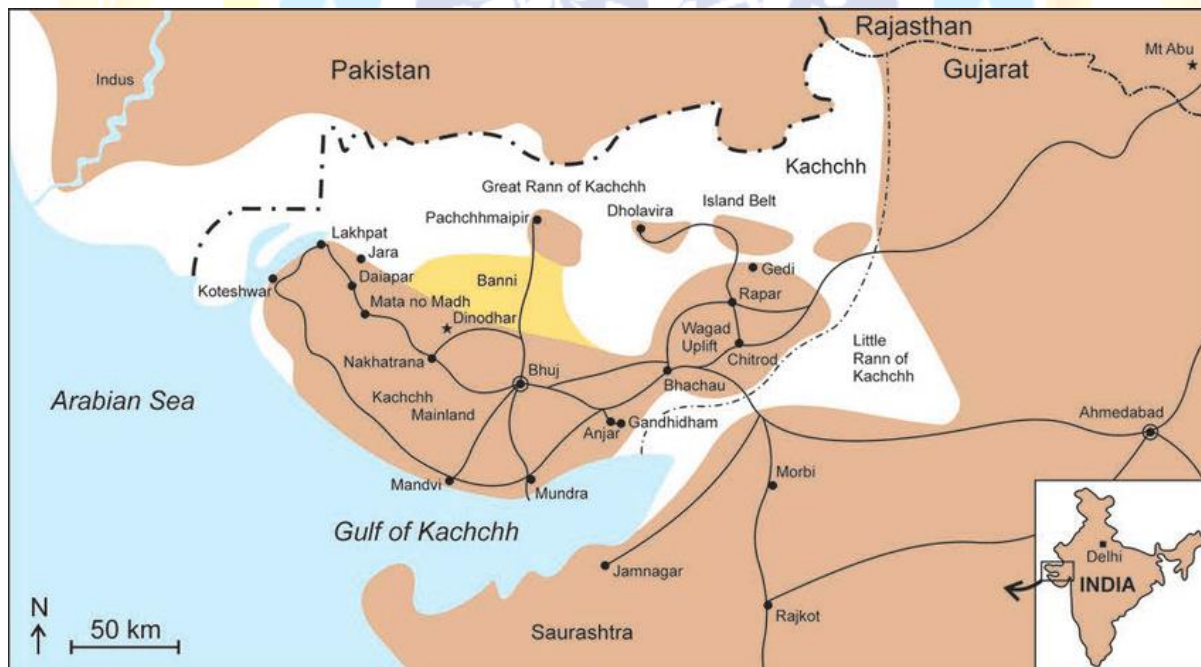 Rajasthan
Mt Abu
Indus
Pakistan
Gujarat
Kachchh
Great Rann of Kachchh
Island Belt
Pachchhmaipir
Dholavira
Lakhpat
Jara
Gedi
Koteshwar
Daiapar
Banni
Rapar
Mata no Madh
Dinodhar
Wagad
Uplift
Chitrod
Little
Rann of
Kachchh
Nakhatrana
Bhuj
Bhachau
Kachchh
Mainland
Arabian Sea
Anjar
Gandhidham
Ahmedabad
Mandvi
Mundra
Morbi
Gulf of Kachchh
Jamnagar
Delhi
INDIA
N
50 km
Saurashtra
Rajkot